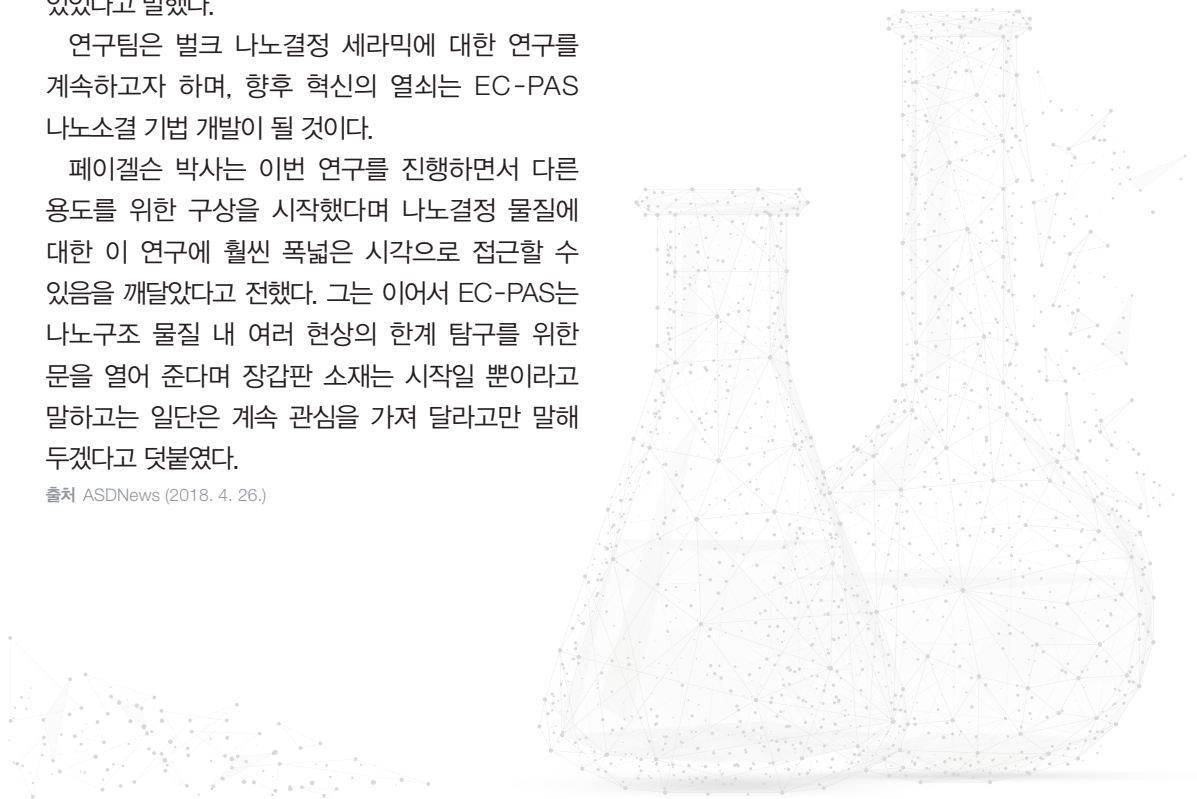 있었다고 말했다.
연구팀은 벌크 나노결정 세라믹에 대한 연구를
계속하고자 하며, 향후 혁신의 열쇠는 EC-PAS
나노소결 기법 개발이 될 것이다.
페이겔슨 박사는 이번 연구를 진행하면서 다른
용도를 위한 구상을 시작했다며 나노결정 물질에
대한 이 연구에 훨씬 폭넓은 시각으로 접근할 수
있음을 깨달았다고 전했다. 그는 이어서 EC-PAS는
나노구조 물질 내 여러 현상의 한계 탐구를 위한
문을 열어 준다며 장갑판 소재는 시작일 뿐이라고
말하고는 일단은 계속 관심을 가져 달라고만 말해
두겠다고 덧붙였다.
출처 ASDNews (2018. 4. 26.)